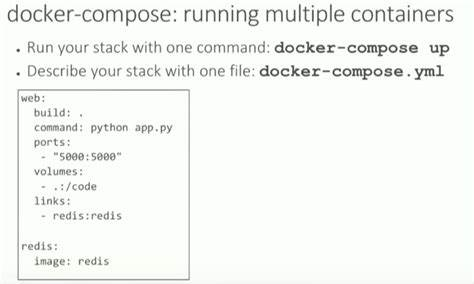 docker-compose: running multiple containers
• Run your stack with one command: docker-compose up
• Describe your stack with one file: docker-compose.yml
web:
  build: .
  command: python app.py
  ports:
   - "5000:5000"
  volumes:
   - .:/code
  links:
   - redis:redis

redis:
  image: redis